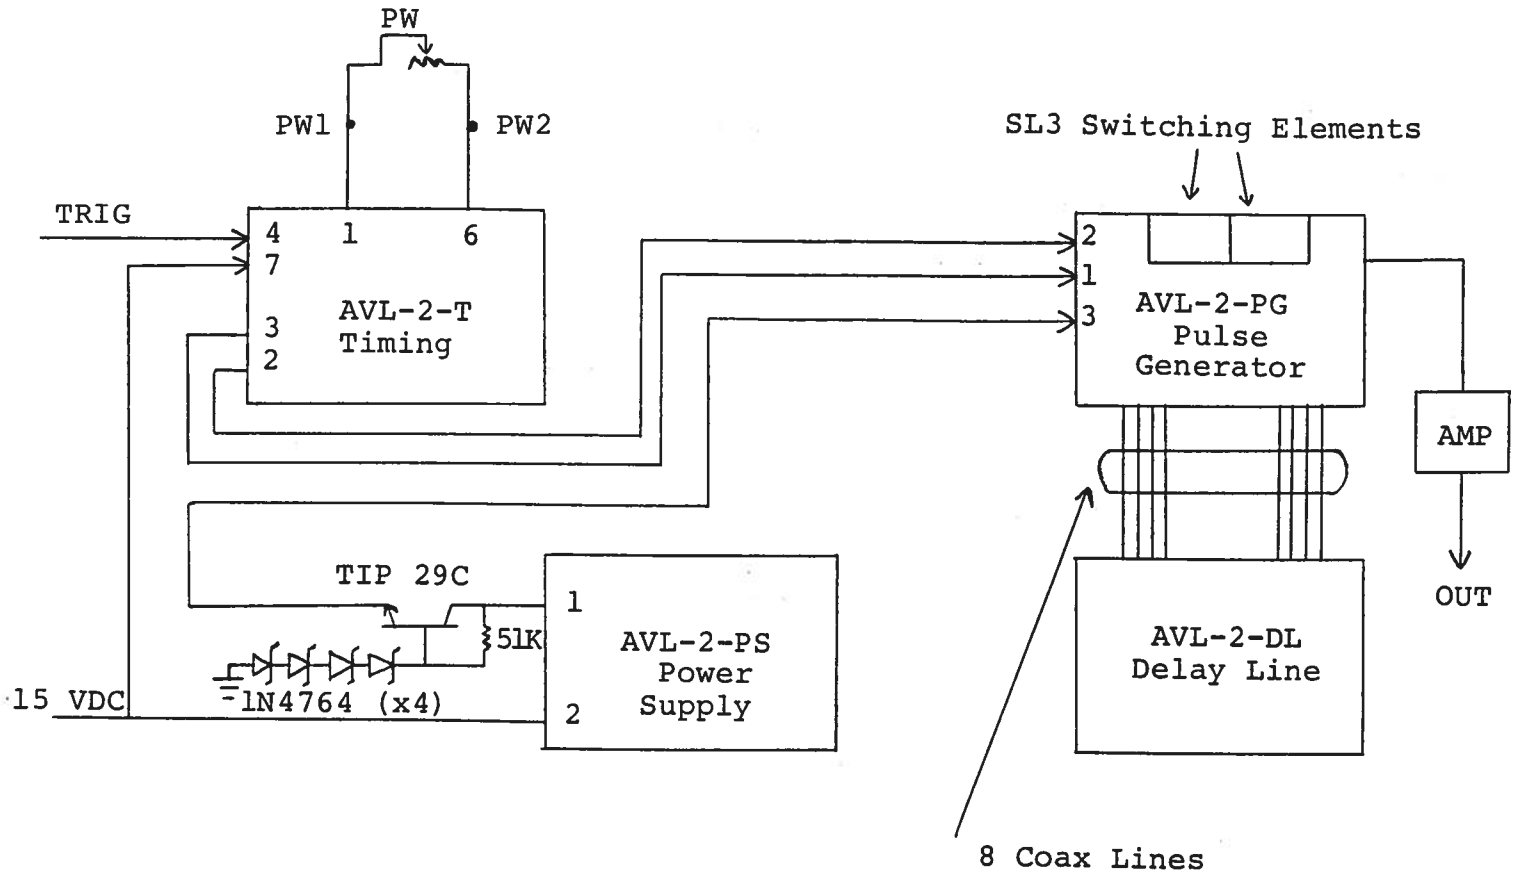 PW
PW1
PW2
SL3 Switching Elements
TRIG
4
1
6
7
AVL-2-T
Timing
3
2
2
1
3
AVL-2-PG
Pulse
Generator
AMP
OUT
TIP 29C
51K
1
AVL-2-PS
Power
Supply
2
1N4764 (x4)
15 VDC
AVL-2-DL
Delay Line
8 Coax Lines